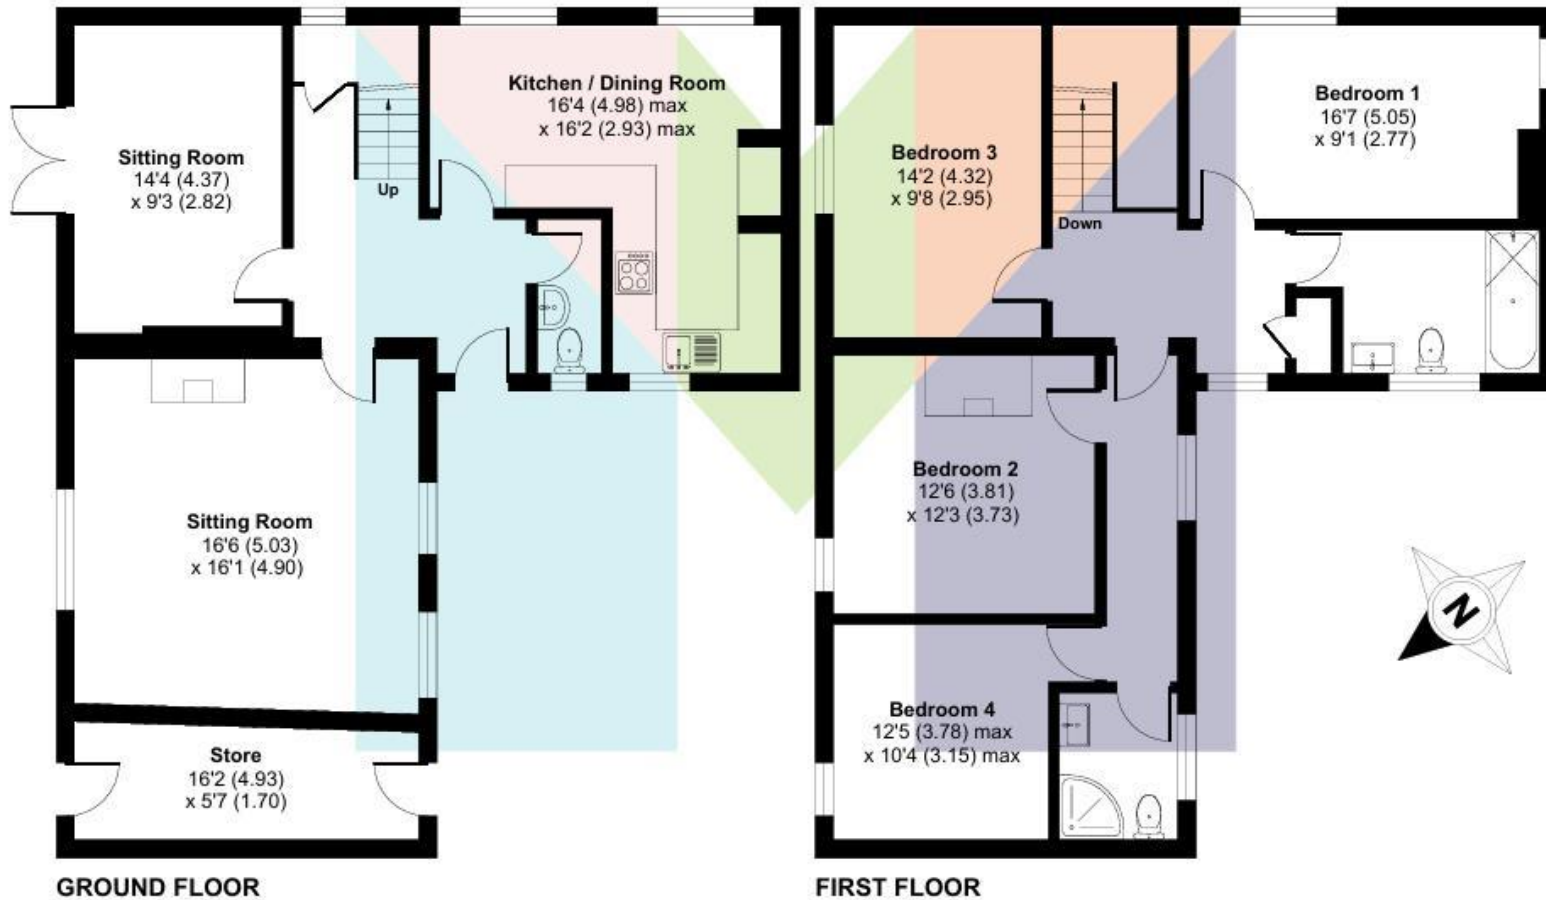 Kitchen / Dining Room
16'4 (4.98) max
x 16'2 (2.93) max
Sitting Room
14'4 (4.37)
x 9'3 (2.82)
Up
Sitting Room
16'6 (5.03)
x 16'1 (4.90)
Store
16'2 (4.93)
x 5'7 (1.70)
GROUND FLOOR
Bedroom 1
16'7 (5.05)
x 9'1 (2.77)
Bedroom 3
14'2 (4.32)
x 9'8 (2.95)
Down
Bedroom 2
12'6 (3.81)
x 12'3 (3.73)
N
Bedroom 4
12'5 (3.78) max
x 10'4 (3.15) max
FIRST FLOOR